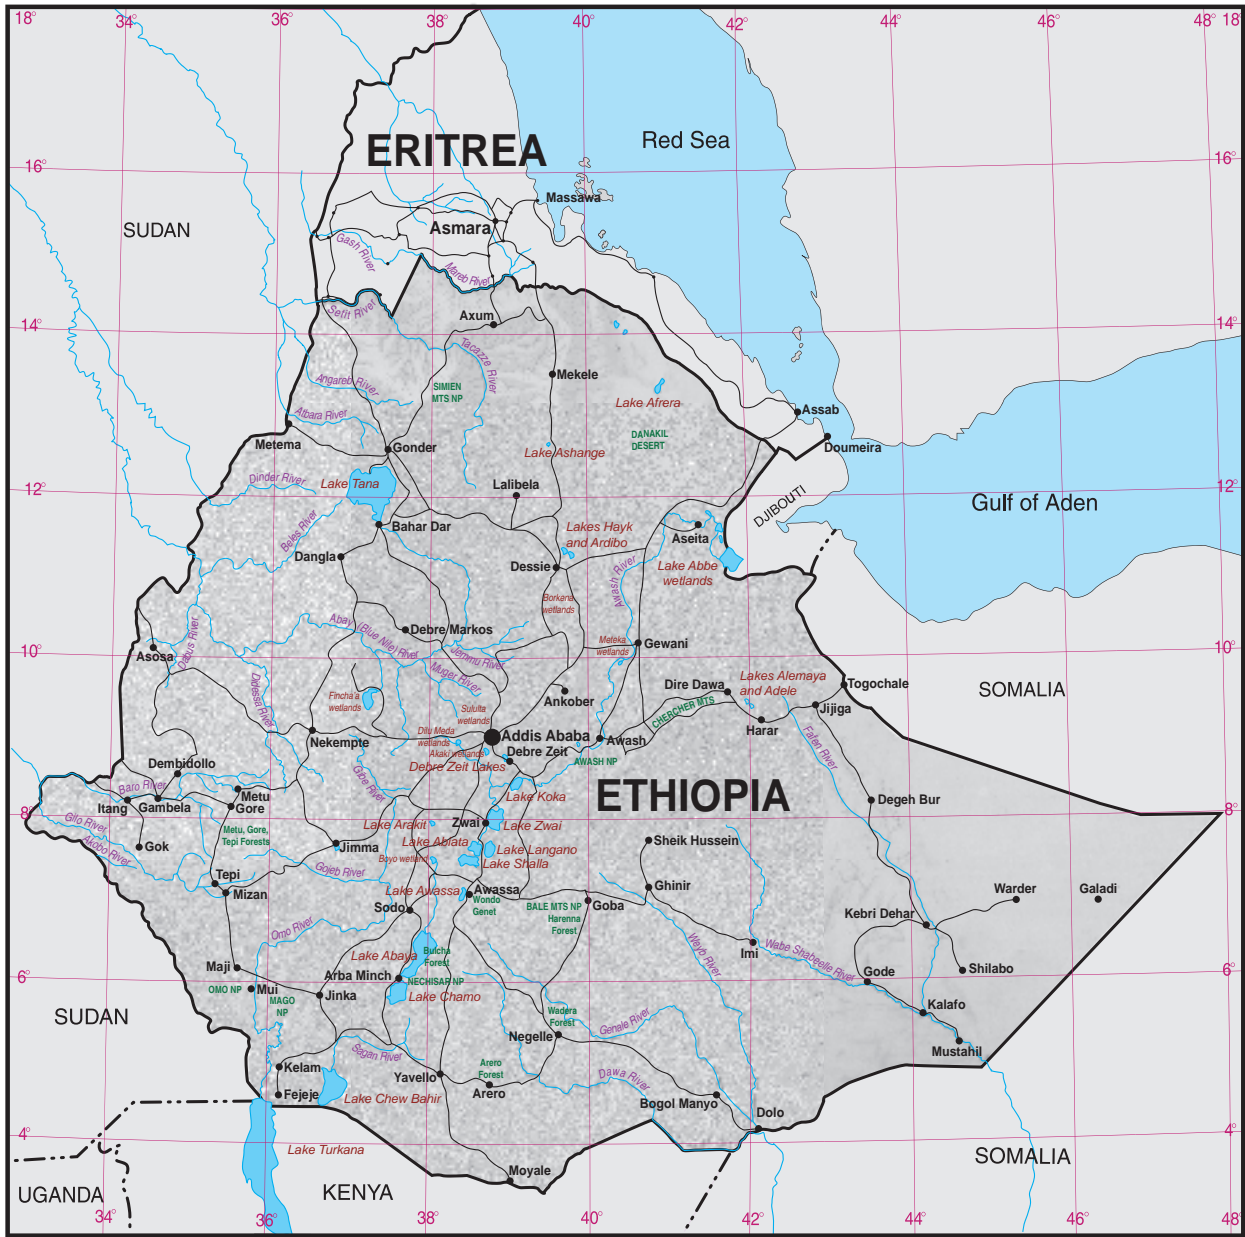 18°
34°
36°
38°
40°
42°
44°
46°
48°
18°
ERITREA
Red Sea
16°
16°
Massawa
SUDAN
Asmara
Gash River
Mareb River
Setit River
Axum
14°
14°
Tacazze River
Mekele
Angareb River
SIMIEN
MTS NP
Lake Afrera
Atbara River
Assab
DANAKIL
DESERT
Metema
Gonder
Doumeira
Lake Ashange
Dinder River
Lake Tana
Lalibela
12°
12°
DJIBOUTI
Gulf of Aden
Beles River
Bahar Dar
Lakes Hayk
and Ardibo
Aseita
Dangla
Dessie
Lake Abbe
wetlands
Awash River
Borkena
wetlands
Abay (Blue Nile) River
Debre Markos
Dabus River
Jemmu River
Meteka
wetlands
Gewani
10°
10°
Asosa
Muger River
Didessa River
Fincha'a
wetlands
Ankober
Dire Dawa
Lakes Alemaya
and Adele
Togochale
SOMALIA
Sululta
wetlands
CHERCHER MTS
Jijiga
Harar
Dilu Meda
wetlands
Addis Ababa
Awash
Nekempte
Akaki wetlands
Debre Zeit
Fafen River
Dembidollo
Gibe River
Debre Zeit Lakes
AWASH NP
Baro River
Metu
Gore
Lake Koka
ETHIOPIA
Degeh Bur
Itang
Gambela
8°
8°
Gilo River
Akobo River
Metu, Gore,
Tepi Forests
Lake Arakit
Zwai
Lake Zwai
Gok
Jimma
Lake Abiata
Lake Langano
Sheik Hussein
Boyo wetland
Lake Shalla
Gojeb River
Tepi
Mizan
Lake Awassa
Awassa
Wondo
Genet
Ghinir
Warder
Galadi
Sodo
BALE MTS NP
Harenna
Forest
Goba
Kebri Dehar
Omo River
Weyb River
Imi
Wabe Shabeelle River
Lake Abaya
Bulcha
Forest
Maji
Arba Minch
Gode
Shilabo
6°
6°
OMO NP
Mui
MAGO
NP
Jinka
NECHISAR NP
Lake Chamo
Kalafo
SUDAN
Wadera
Forest
Genale River
Negelle
Mustahil
Sagan River
Kelam
Yavello
Arero
Forest
Arero
Dawa River
Fejeje
Lake Chew Bahir
Bogol Manyo
Dolo
4°
4°
Lake Turkana
SOMALIA
Moyale
UGANDA
KENYA
34°
36°
38°
40°
42°
44°
46°
48°